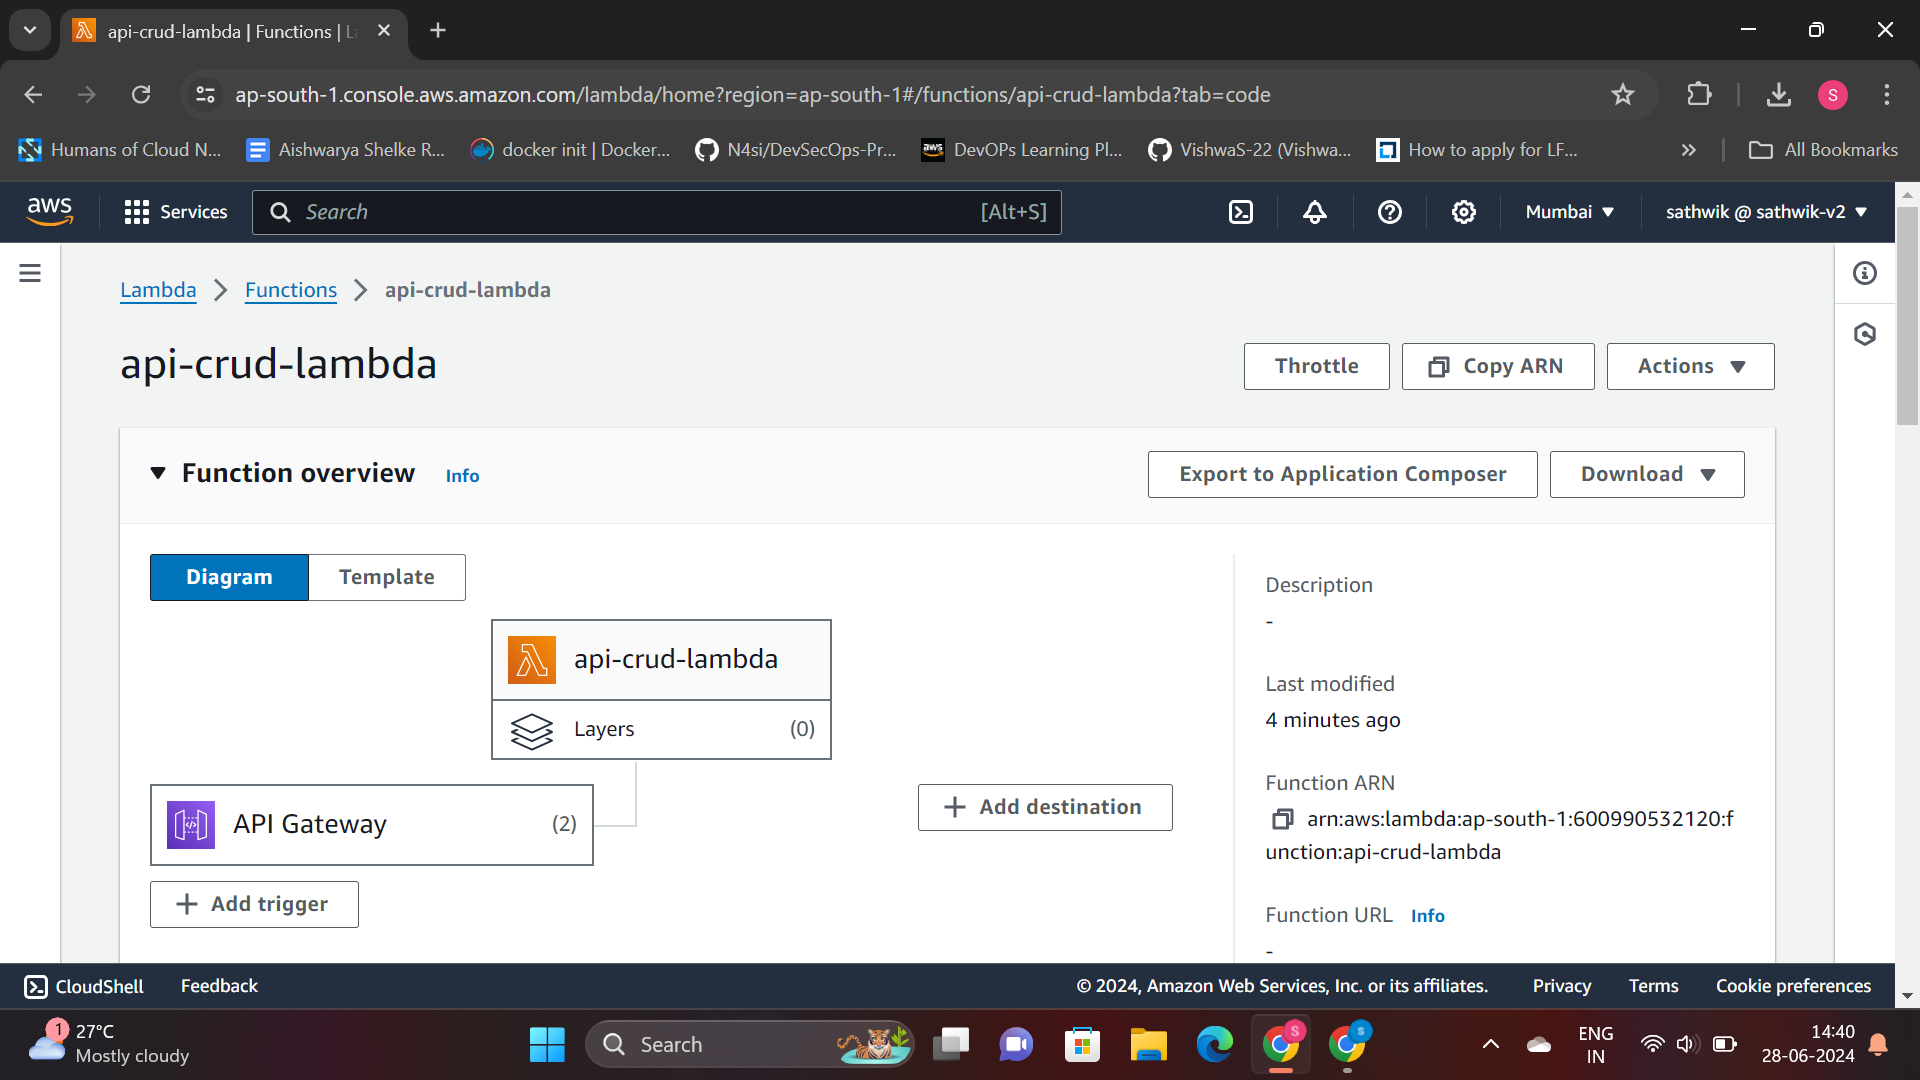 api-crud-lambda | Functions | La
ap-south-1.console.aws.amazon.com/lambda/home?region=ap-south-1#/functions/api-crud-lambda?tab=code
S
Humans of Cloud N...
Aishwarya Shelke R...
docker init | Docker...
N4si/DevSecOps-Pr...
aws
DevOPs Learning Pl...
VishwaS-22 (Vishwa...
How to apply for LF...
All Bookmarks
aws
Services
Search
[Alt+S]
Mumbai
sathwik @ sathwik-v2
Lambda
Functions
api-crud-lambda
api-crud-lambda
Throttle
Copy ARN
Actions
Function overview
Info
Export to Application Composer
Download
Diagram
Template
api-crud-lambda
Layers
(0)
API Gateway
(2)
Add trigger
Add destination
Description
-
Last modified
4 minutes ago
Function ARN
arn:aws:lambda:ap-south-1:600990532120:f
unction:api-crud-lambda
Function URL
Info
-
CloudShell
Feedback
© 2024, Amazon Web Services, Inc. or its affiliates.
Privacy
Terms
Cookie preferences
1
27°C
Mostly cloudy
Search
S
S
ENG
IN
14:40
28-06-2024